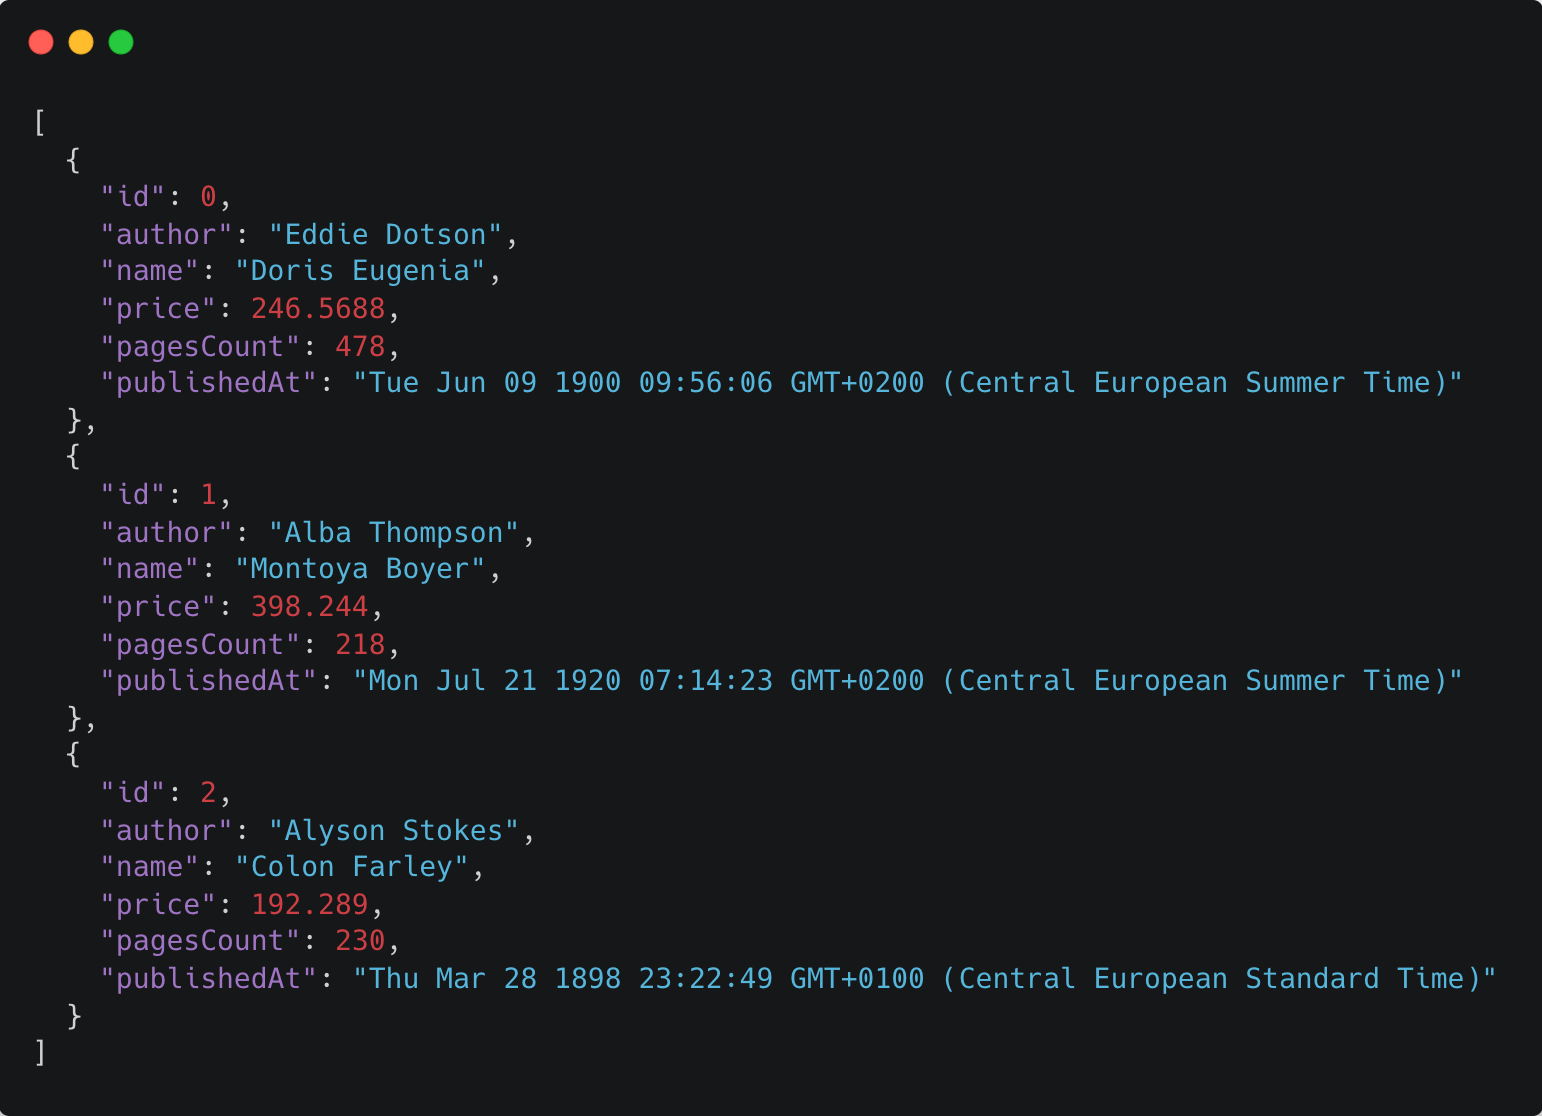 [
  {
    "id": 0,
    "author": "Eddie Dotson",
    "name": "Doris Eugenia",
    "price": 246.5688,
    "pagesCount": 478,
    "publishedAt": "Tue Jun 09 1900 09:56:06 GMT+0200 (Central European Summer Time)"
  },
  {
    "id": 1,
    "author": "Alba Thompson",
    "name": "Montoya Boyer",
    "price": 398.244,
    "pagesCount": 218,
    "publishedAt": "Mon Jul 21 1920 07:14:23 GMT+0200 (Central European Summer Time)"
  },
  {
    "id": 2,
    "author": "Alyson Stokes",
    "name": "Colon Farley",
    "price": 192.289,
    "pagesCount": 230,
    "publishedAt": "Thu Mar 28 1898 23:22:49 GMT+0100 (Central European Standard Time)"
  }
]